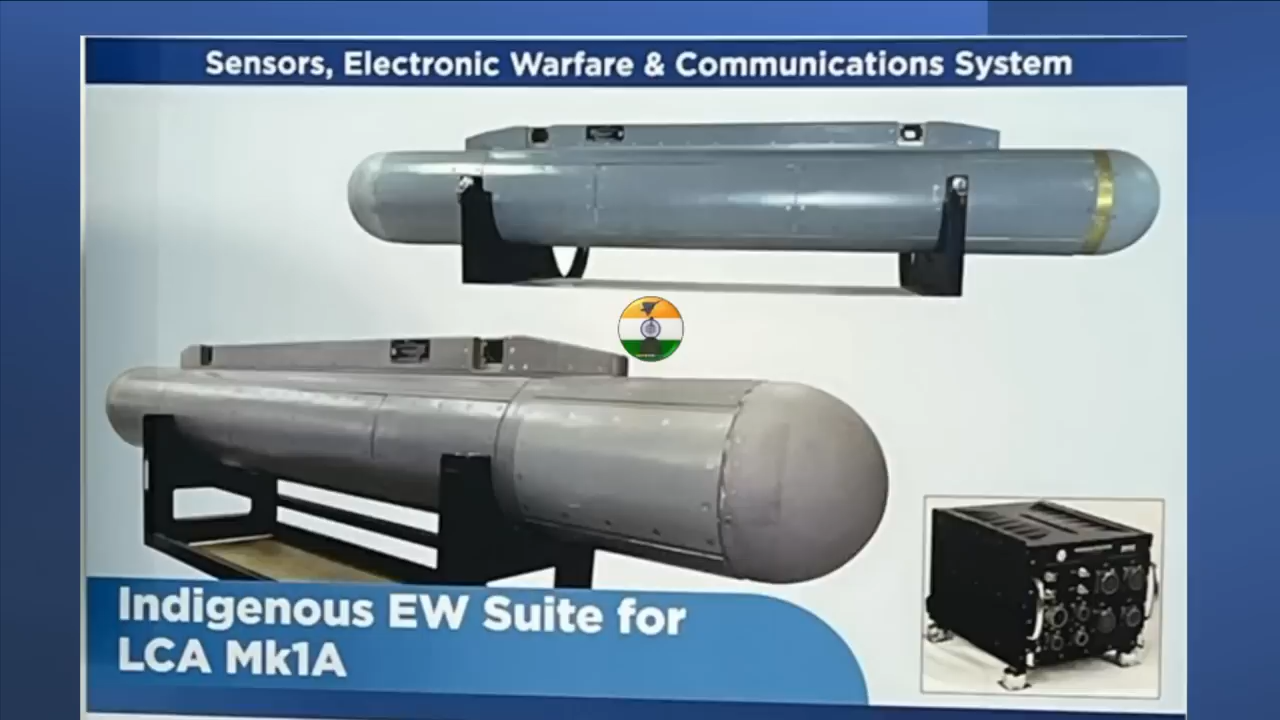 Sensors, Electronic Warfare & Communications System
Indigenous EW Suite for
LCA Mk1A